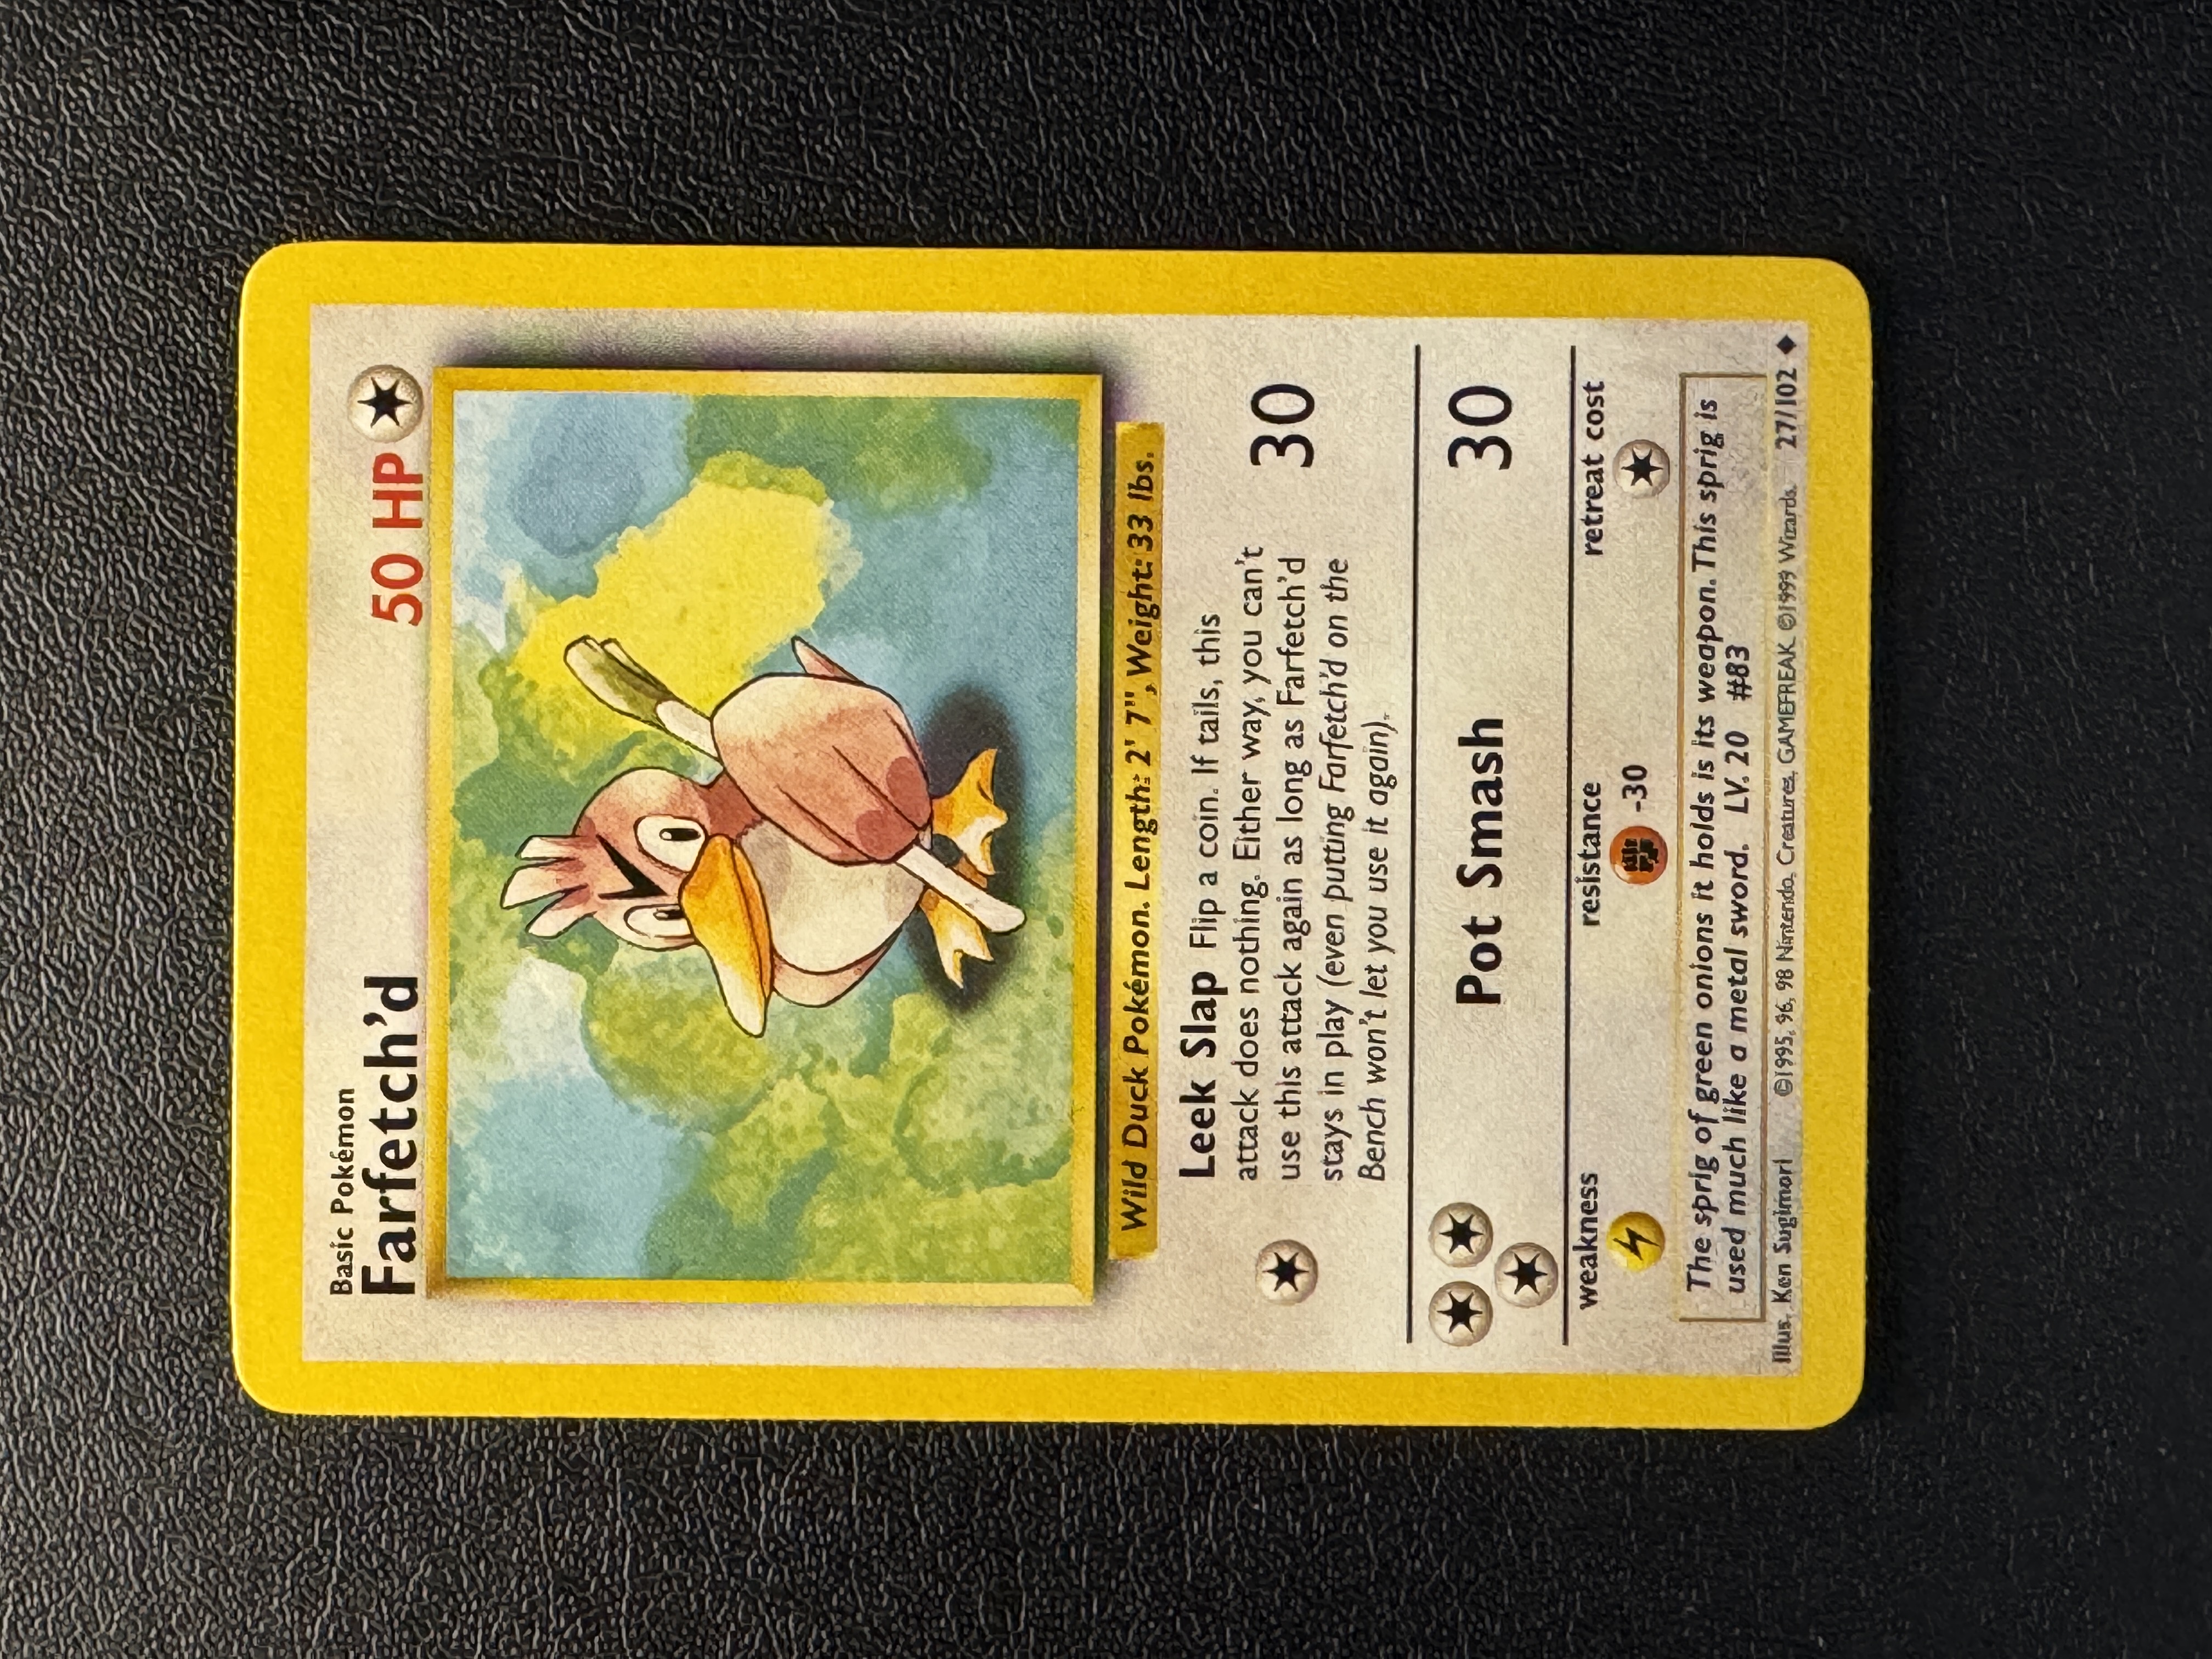 Basic Pokémon
Farfetch'd
50 HP
Wild Duck Pokémon. Length: 2' 7", Weight: 33 lbs.
Leek Slap Flip a coin. If tails, this
attack does nothing. Either way, you can't
use this attack again as long as Farfetch'd
stays in play (even putting Farfetch'd on the
Bench won't let you use it again).
30
Pot Smash
30
weakness
resistance
retreat cost
-30
The sprig of green onions it holds is its weapon. This sprig is
used much like a metal sword. LV. 20 #83
Illus. Ken Sugimori ©1995, 96, 98 Nintendo, Creatures, GAMEFREAK. ©1999 Wizards. 27/102